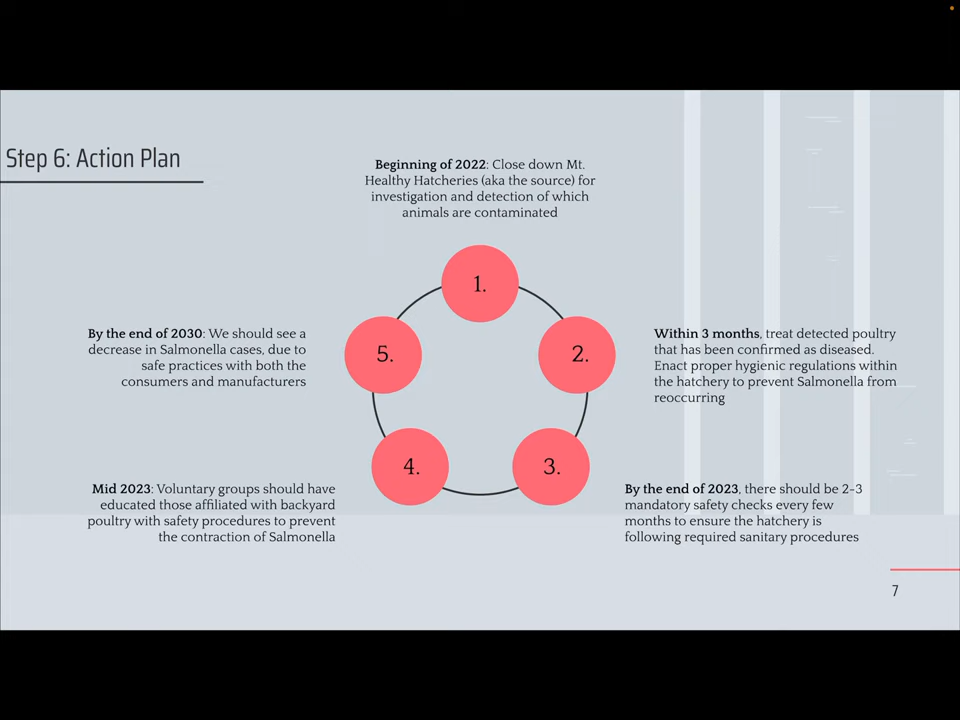 Step 6: Action Plan
Beginning of 2022: Close down Mt.
Healthy Hatcheries (aka the source) for
investigation and detection of which
animals are contaminated
1.
2.
Within 3 months, treat detected poultry
that has been confirmed as diseased.
Enact proper hygienic regulations within
the hatchery to prevent Salmonella from
reoccurring
3.
By the end of 2023, there should be 2-3
mandatory safety checks every few
months to ensure the hatchery is
following required sanitary procedures
4.
Mid 2023: Voluntary groups should have
educated those affiliated with backyard
poultry with safety procedures to prevent
the contraction of Salmonella
5.
By the end of 2030: We should see a
decrease in Salmonella cases, due to
safe practices with both the
consumers and manufacturers
7